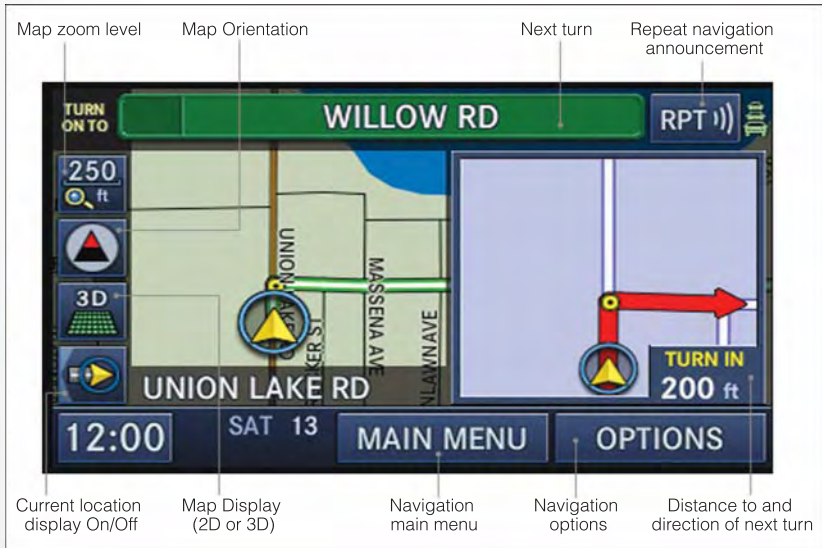 Map zoom level
Map Orientation
Next turn
Repeat navigation
announcement
TURN
ON TO
WILLOW RD
RPT
250
ft
3D
UNION
MASSENA AVE
UNION LAKE RD
TURN IN
200 ft
12:00
SAT 13
MAIN MENU
OPTIONS
Current location
display On/Off
Map Display
(2D or 3D)
Navigation
main menu
Navigation
options
Distance to and
direction of next turn